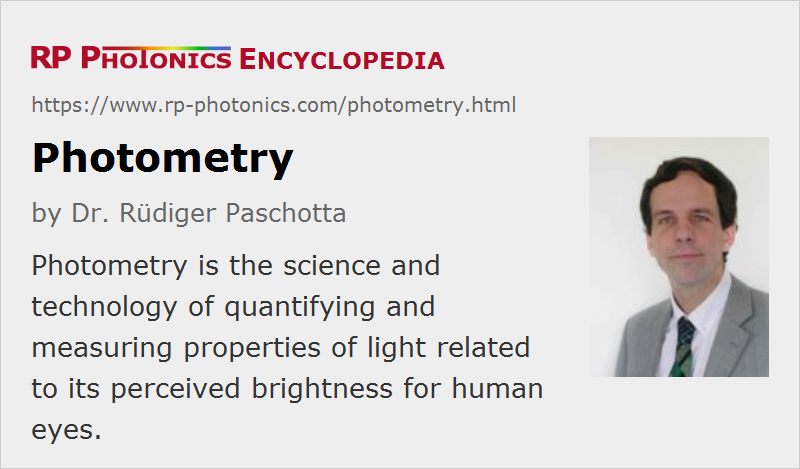 RP PHOTONICS ENCYCLOPEDIA
https://www.rp-photonics.com/photometry.html
Photometry
by Dr. Rüdiger Paschotta
Photometry is the science and
technology of quantifying and
measuring properties of light related
to its perceived brightness for human
eyes.